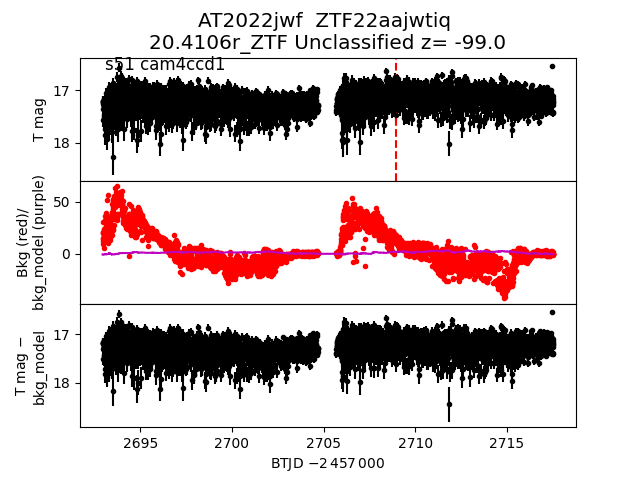 AT2022jwf  ZTF22aajwtiq
20.4106r_ZTF Unclassified z= -99.0
s51 cam4ccd1
17
18
T mag
50
0
Bkg (red)/
bkg_model (purple)
17
18
T mag −
bkg_model
2695
2700
2705
2710
2715
BTJD −2 457 000